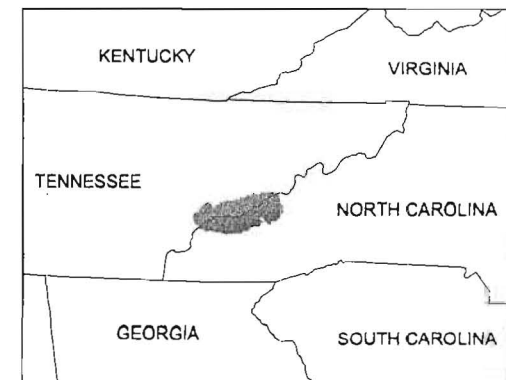 KENTUCKY
VIRGINIA
TENNESSEE
NORTH CAROLINA
GEORGIA
SOUTH CAROLINA